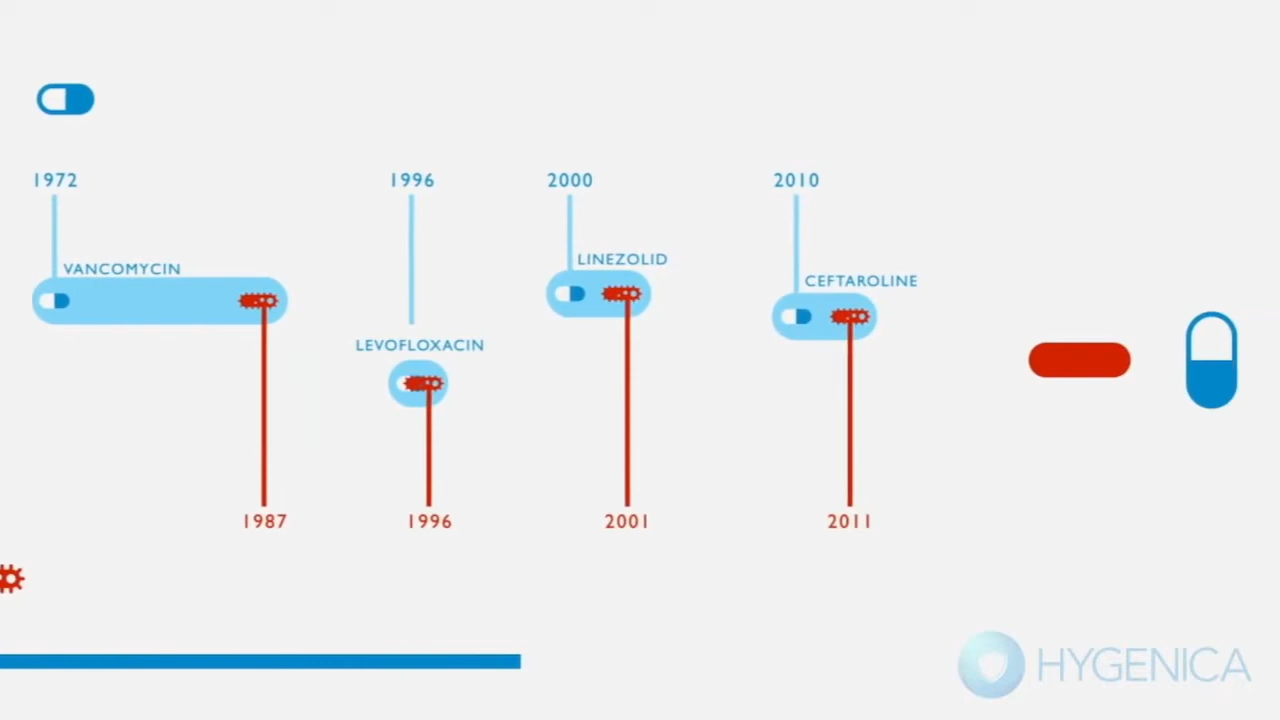 1972
1996
2000
2010
VANCOMYCIN
LINEZOLID
CEFTAROLINE
LEVOFLOXACIN
1987
1996
2001
2011
HYGENICA